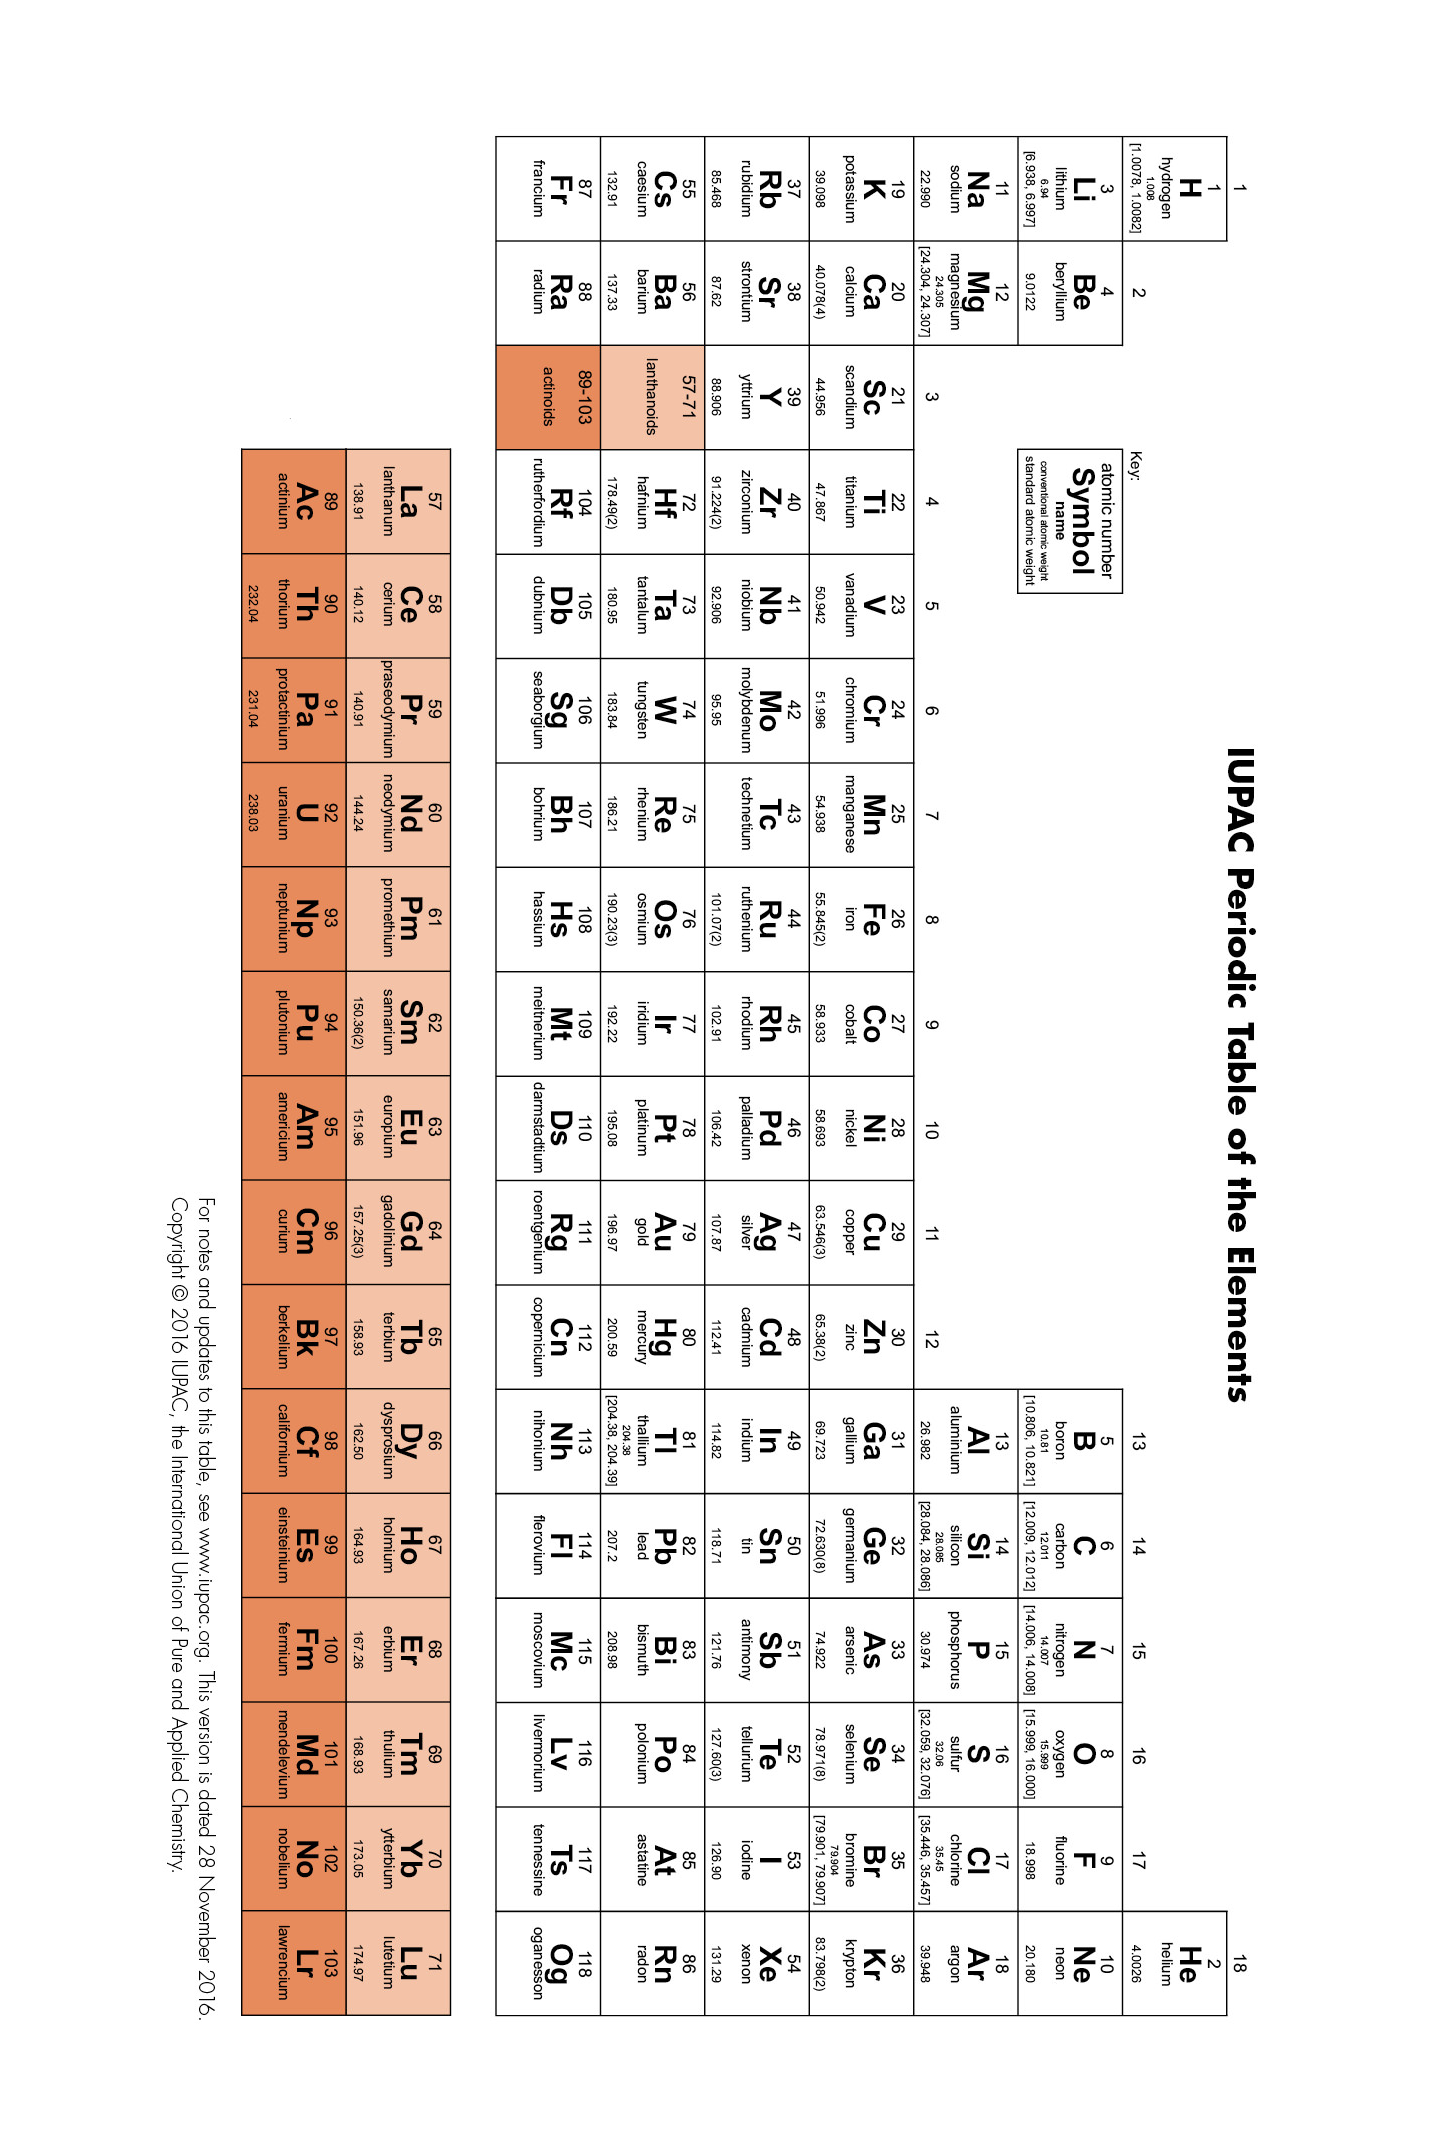 IUPAC Periodic Table of the Elements
1
18
1
H
hydrogen
1.008
[1.0078, 1.0082]
2
Key:
13
14
15
16
17
2
He
helium
4.0026
3
Li
lithium
6.94
[6.938, 6.997]
4
Be
beryllium
9.0122
atomic number
Symbol
name
conventional atomic weight
standard atomic weight
5
B
boron
10.81
[10.806, 10.821]
6
C
carbon
12.011
[12.009, 12.012]
7
N
nitrogen
14.007
[14.006, 14.008]
8
O
oxygen
15.999
[15.999, 16.000]
9
F
fluorine
18.998
10
Ne
neon
20.180
11
Na
sodium
22.990
12
Mg
magnesium
24.305
[24.304, 24.307]
3
4
5
6
7
8
9
10
11
12
13
Al
aluminium
26.982
14
Si
silicon
28.085
[28.084, 28.086]
15
P
phosphorus
30.974
16
S
sulfur
32.06
[32.059, 32.076]
17
Cl
chlorine
35.45
[35.446, 35.457]
18
Ar
argon
39.948
19
K
potassium
39.098
20
Ca
calcium
40.078(4)
21
Sc
scandium
44.956
22
Ti
titanium
47.867
23
V
vanadium
50.942
24
Cr
chromium
51.996
25
Mn
manganese
54.938
26
Fe
iron
55.845(2)
27
Co
cobalt
58.933
28
Ni
nickel
58.693
29
Cu
copper
63.546(3)
30
Zn
zinc
65.38(2)
31
Ga
gallium
69.723
32
Ge
germanium
72.630(8)
33
As
arsenic
74.922
34
Se
selenium
78.971(8)
35
Br
bromine
79.904
[79.901, 79.907]
36
Kr
krypton
83.798(2)
37
Rb
rubidium
85.468
38
Sr
strontium
87.62
39
Y
yttrium
88.906
40
Zr
zirconium
91.224(2)
41
Nb
niobium
92.906
42
Mo
molybdenum
95.95
43
Tc
technetium
44
Ru
ruthenium
101.07(2)
45
Rh
rhodium
102.91
46
Pd
palladium
106.42
47
Ag
silver
107.87
48
Cd
cadmium
112.41
49
In
indium
114.82
50
Sn
tin
118.71
51
Sb
antimony
121.76
52
Te
tellurium
127.60(3)
53
I
iodine
126.90
54
Xe
xenon
131.29
55
Cs
caesium
132.91
56
Ba
barium
137.33
57-71
lanthanoids
72
Hf
hafnium
178.49(2)
73
Ta
tantalum
180.95
74
W
tungsten
183.84
75
Re
rhenium
186.21
76
Os
osmium
190.23(3)
77
Ir
iridium
192.22
78
Pt
platinum
195.08
79
Au
gold
196.97
80
Hg
mercury
200.59
81
Tl
thallium
204.38
[204.38, 204.39]
82
Pb
lead
207.2
83
Bi
bismuth
208.98
84
Po
polonium
85
At
astatine
86
Rn
radon
87
Fr
francium
88
Ra
radium
89-103
actinoids
104
Rf
rutherfordium
105
Db
dubnium
106
Sg
seaborgium
107
Bh
bohrium
108
Hs
hassium
109
Mt
meitnerium
110
Ds
darmstadtium
111
Rg
roentgenium
112
Cn
copernicium
113
Nh
nihonium
114
Fl
flerovium
115
Mc
moscovium
116
Lv
livermorium
117
Ts
tennessine
118
Og
oganesson
57
La
lanthanum
138.91
58
Ce
cerium
140.12
59
Pr
praseodymium
140.91
60
Nd
neodymium
144.24
61
Pm
promethium
62
Sm
samarium
150.36(2)
63
Eu
europium
151.96
64
Gd
gadolinium
157.25(3)
65
Tb
terbium
158.93
66
Dy
dysprosium
162.50
67
Ho
holmium
164.93
68
Er
erbium
167.26
69
Tm
thulium
168.93
70
Yb
ytterbium
173.05
71
Lu
lutetium
174.97
89
Ac
actinium
90
Th
thorium
232.04
91
Pa
protactinium
231.04
92
U
uranium
238.03
93
Np
neptunium
94
Pu
plutonium
95
Am
americium
96
Cm
curium
97
Bk
berkelium
98
Cf
californium
99
Es
einsteinium
100
Fm
fermium
101
Md
mendelevium
102
No
nobelium
103
Lr
lawrencium
For notes and updates to this table, see www.iupac.org. This version is dated 28 November 2016.
Copyright © 2016 IUPAC, the International Union of Pure and Applied Chemistry.